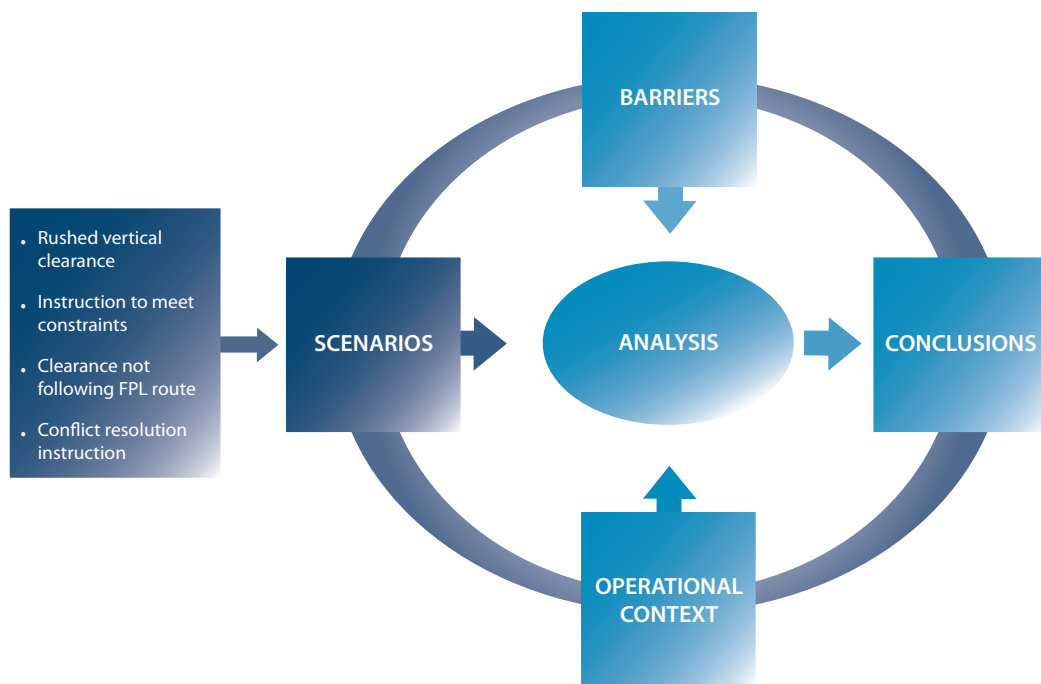 BARRIERS
• Rushed vertical
clearance
• Instruction to meet
constraints
• Clearance not
following FPL route
• Conflict resolution
instruction
SCENARIOS
ANALYSIS
CONCLUSIONS
OPERATIONAL
CONTEXT